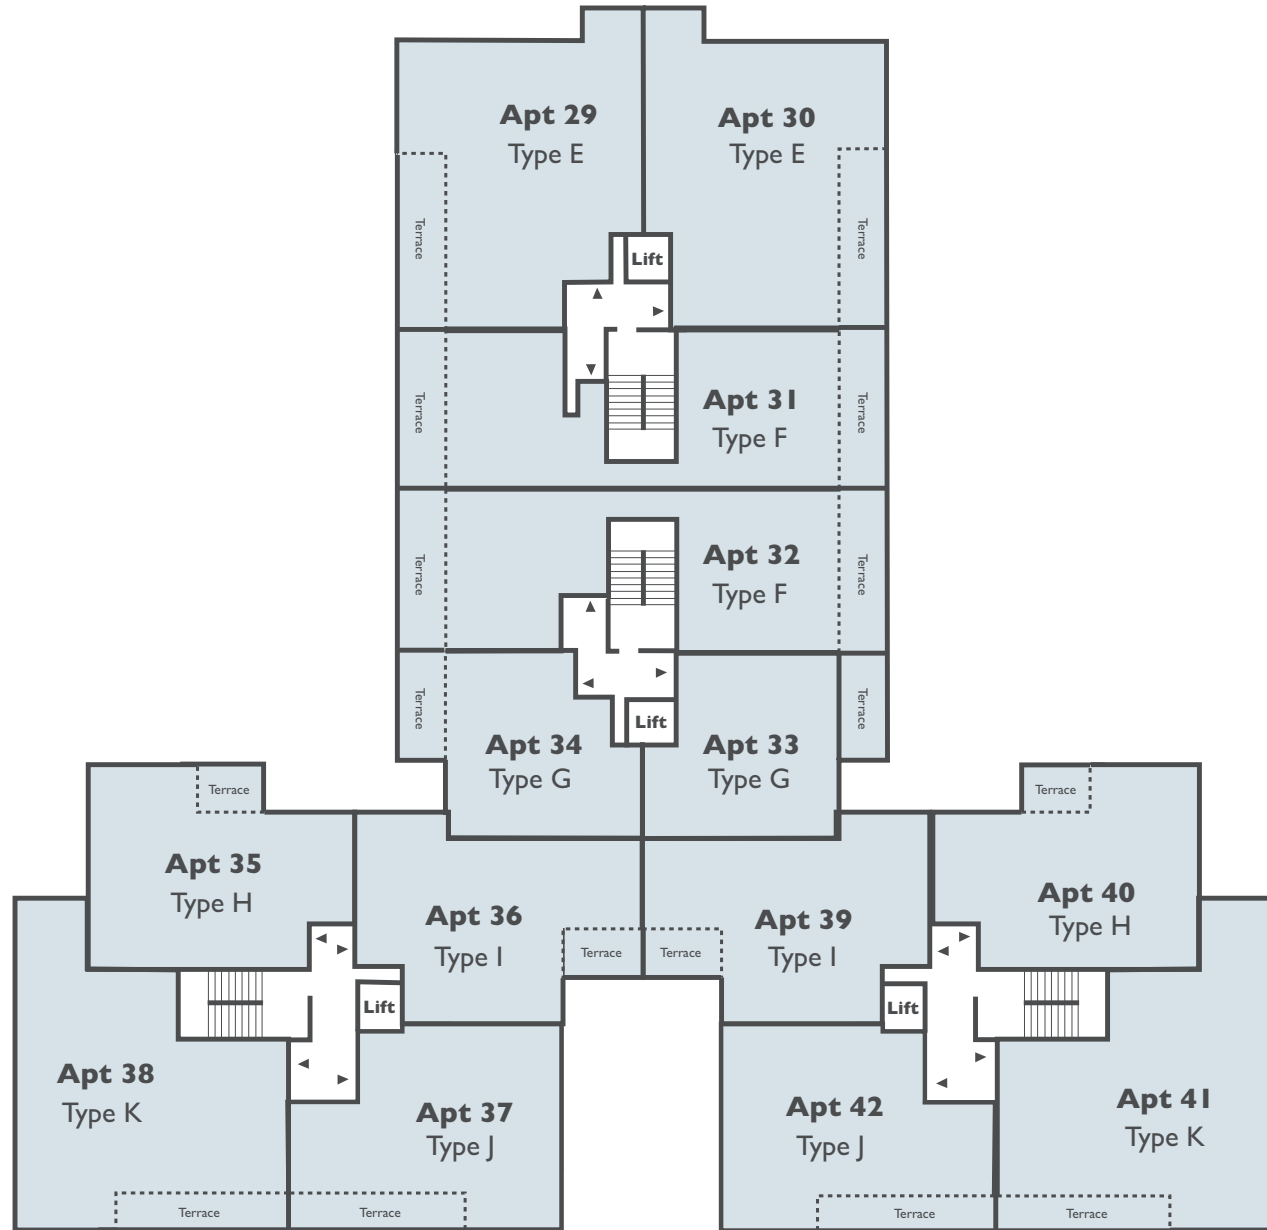 Apt 29
Type E
Apt 30
Type E
Terrace
Terrace
Lift
Terrace
Apt 31
Type F
Terrace
Terrace
Apt 32
Type F
Terrace
Terrace
Apt 34
Type G
Lift
Apt 33
Type G
Terrace
Terrace
Terrace
Apt 35
Type H
Apt 36
Type I
Apt 39
Type I
Apt 40
Type H
Terrace
Terrace
Lift
Lift
Apt 38
Type K
Apt 37
Type J
Apt 42
Type J
Apt 41
Type K
Terrace
Terrace
Terrace
Terrace